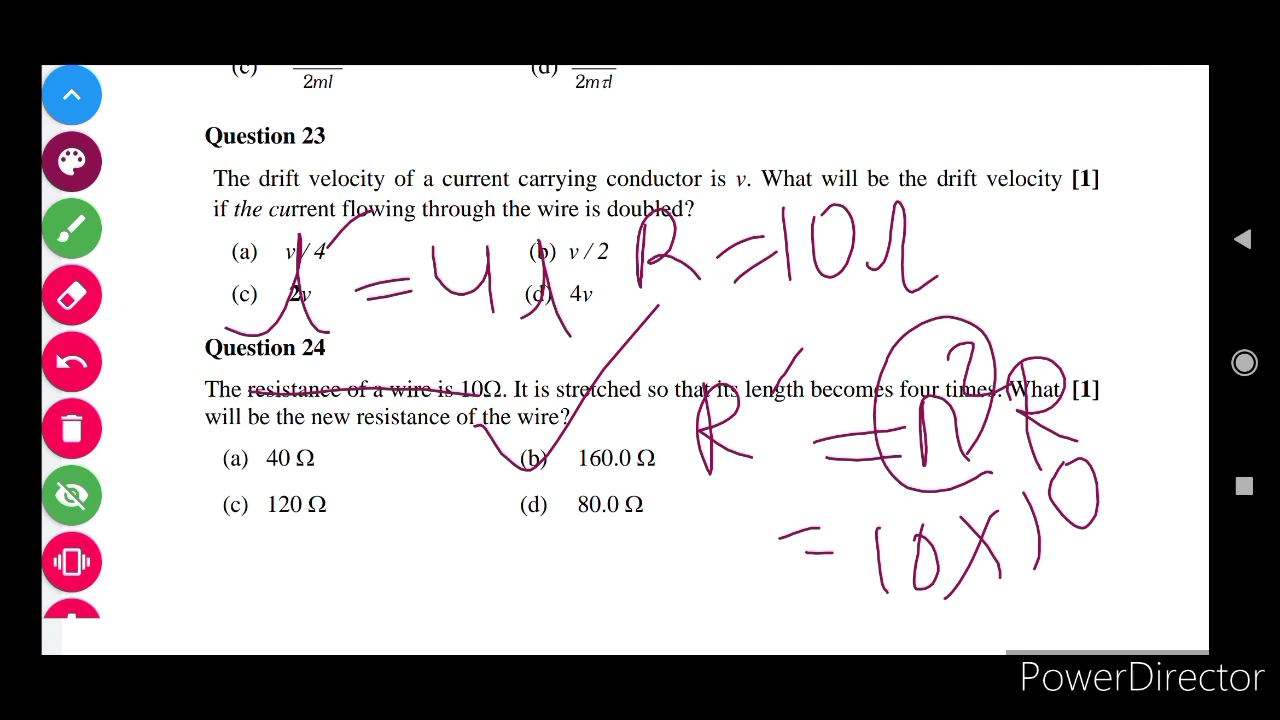 (c) 2ml (d) 2mτl
Question 23
The drift velocity of a current carrying conductor is v. What will be the drift velocity [1]
if the current flowing through the wire is doubled?
(a) v / 4 (b) v / 2
(c) 2v (d) 4v
l' = 4l R = 10Ω
Question 24
The resistance of a wire is 10Ω. It is stretched so that its length becomes four times. What [1]
will be the new resistance of the wire?
R' = n²R
(a) 40 Ω (b) 160.0 Ω
(c) 120 Ω (d) 80.0 Ω
= 10×10
PowerDirector